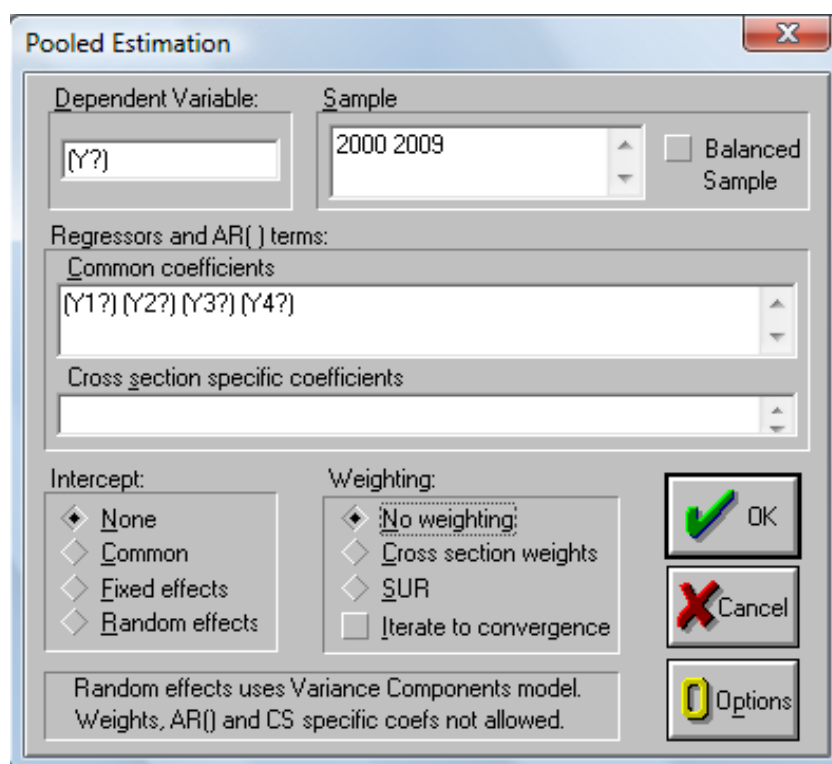 Pooled Estimation
Dependent Variable:
(Y?)
Sample
2000 2009
Balanced
Sample
Regressors and AR( ) terms:
Common coefficients
(Y1?) (Y2?) (Y3?) (Y4?)
Cross section specific coefficients
Intercept:
None
Common
Fixed effects
Random effects
Weighting:
No weighting
Cross section weights
SUR
Iterate to convergence
OK
Cancel
Options
Random effects uses Variance Components model.
Weights, AR() and CS specific coefs not allowed.